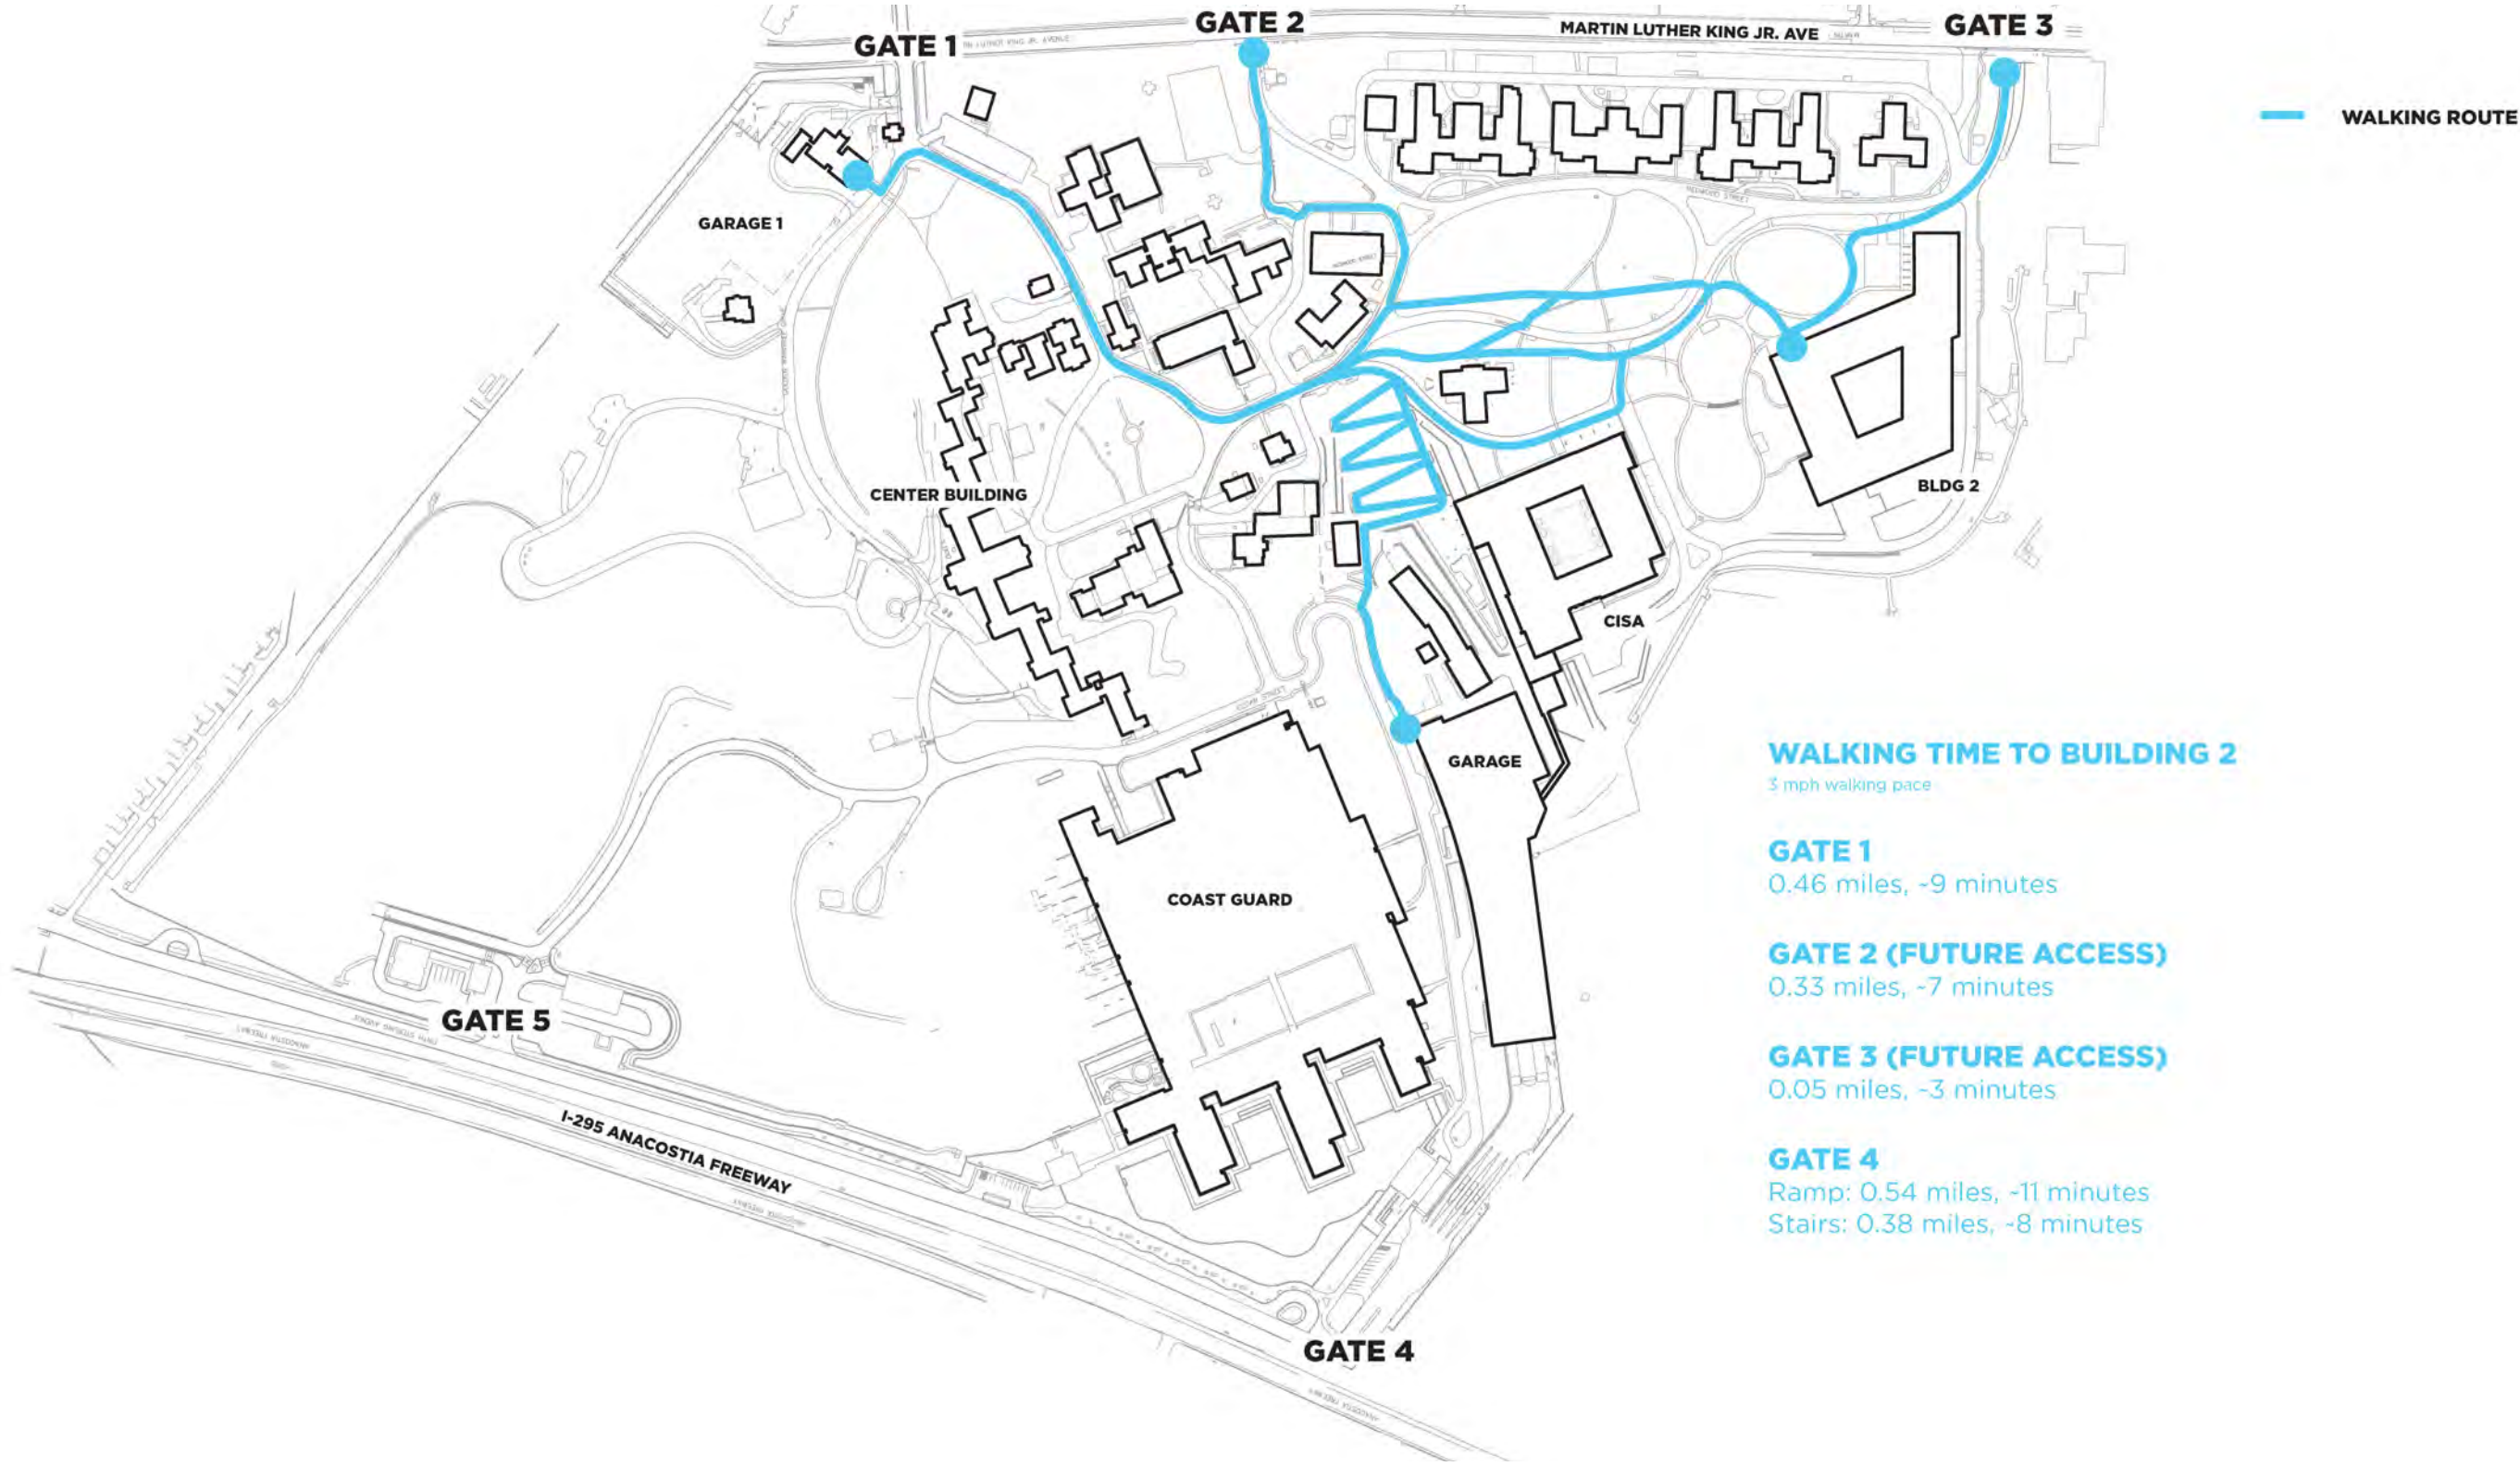 GATE 1
GATE 2
MARTIN LUTHER KING JR. AVE
GATE 3
WALKING ROUTE
GARAGE 1
REDWOOD STREET
CENTER BUILDING
BLDG 2
CISA
GARAGE
COAST GUARD
GATE 5
I-295 ANACOSTIA FREEWAY
GATE 4
WALKING TIME TO BUILDING 2
3 mph walking pace
GATE 1
0.46 miles, ~9 minutes
GATE 2 (FUTURE ACCESS)
0.33 miles, ~7 minutes
GATE 3 (FUTURE ACCESS)
0.05 miles, ~3 minutes
GATE 4
Ramp: 0.54 miles, ~11 minutes
Stairs: 0.38 miles, ~8 minutes